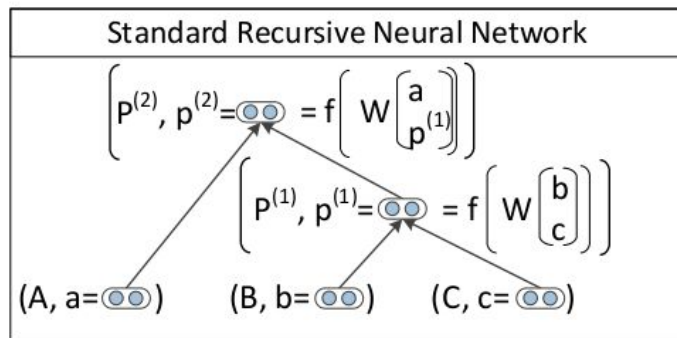 Standard Recursive Neural Network
(P⁽²⁾, p⁽²⁾= = f(W[a p⁽¹⁾]))
(P⁽¹⁾, p⁽¹⁾= = f(W[b c]))
(A, a= ) (B, b= ) (C, c= )